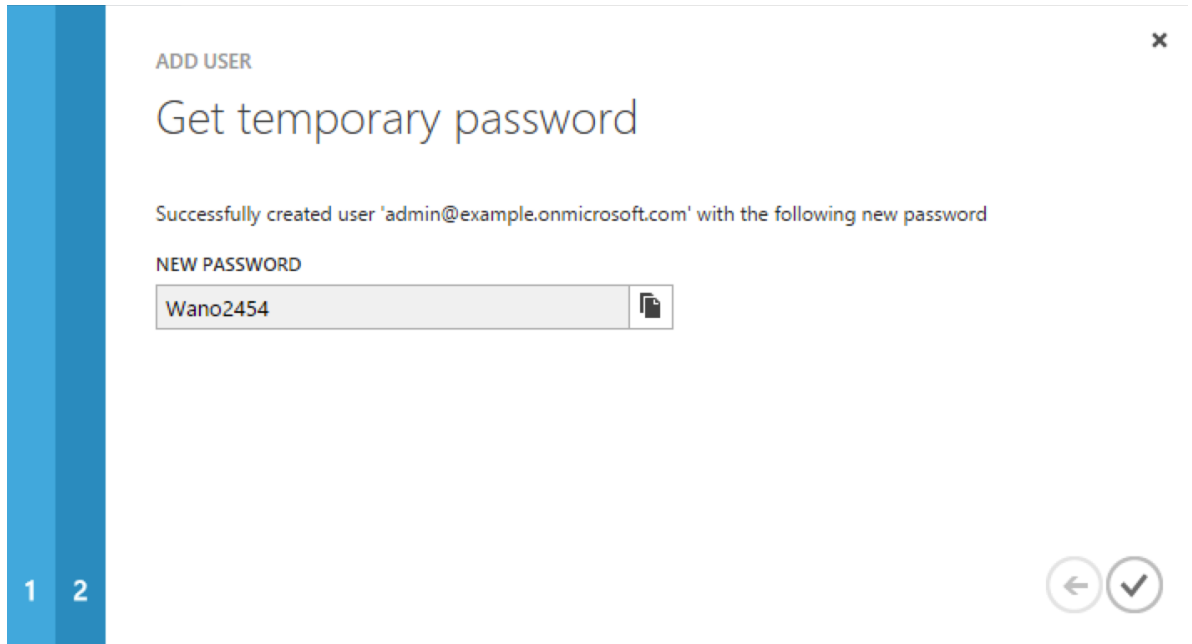 ADD USER
Get temporary password
Successfully created user 'admin@example.onmicrosoft.com' with the following new password
NEW PASSWORD
Wano2454
1 2